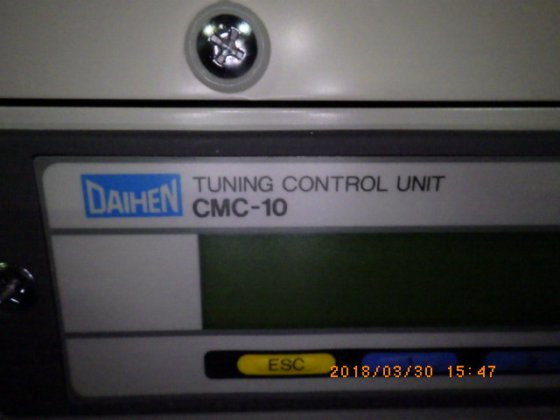 DAIHEN
TUNING CONTROL UNIT
CMC-10
ESC
2018/03/30 15:47